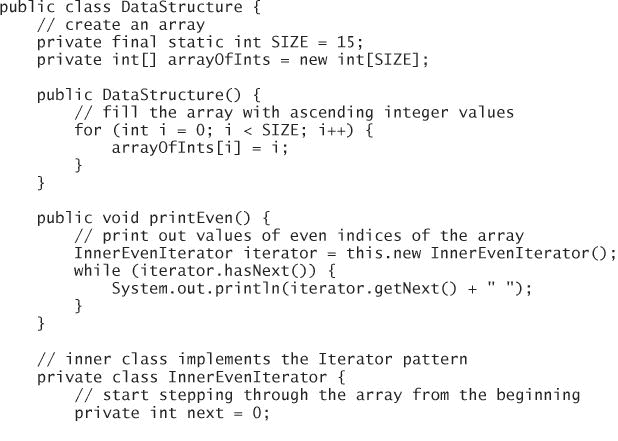 public class DataStructure {
    // create an array
    private final static int SIZE = 15;
    private int[] arrayOfInts = new int[SIZE];

    public DataStructure() {
        // fill the array with ascending integer values
        for (int i = 0; i < SIZE; i++) {
            arrayOfInts[i] = i;
        }
    }

    public void printEven() {
        // print out values of even indices of the array
        InnerEvenIterator iterator = this.new InnerEvenIterator();
        while (iterator.hasNext()) {
            System.out.println(iterator.getNext() + " ");
        }
    }

    // inner class implements the Iterator pattern
    private class InnerEvenIterator {
        // start stepping through the array from the beginning
        private int next = 0;